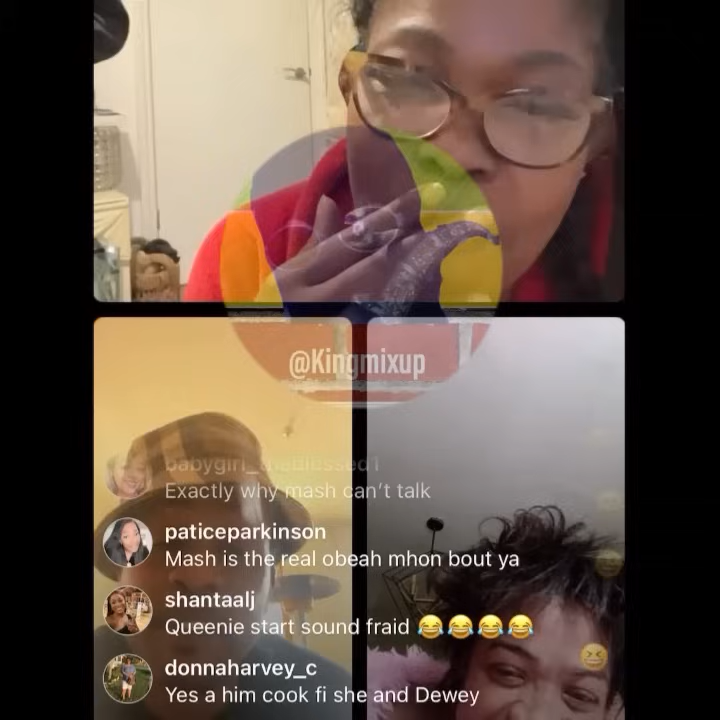 @Kingmixup
babygirl_theblessed1
Exactly why mash can't talk
paticeparkinson
Mash is the real obeah mhon bout ya
shantaalj
Queenie start sound fraid 😂😂😂😂
donnaharvey_c
Yes a him cook fi she and Dewey